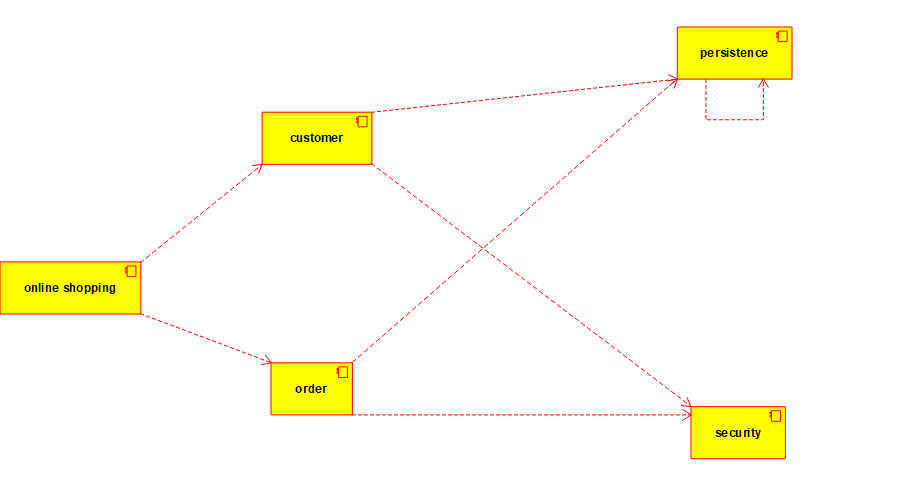 persistence
customer
online shopping
order
security